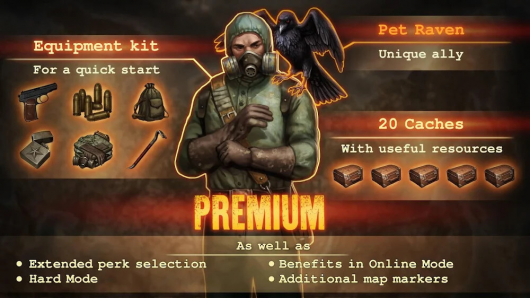 Equipment kit
For a quick start
Pet Raven
Unique ally
20 Caches
With useful resources
PREMIUM
As well as
• Extended perk selection
• Hard Mode
• Benefits in Online Mode
• Additional map markers